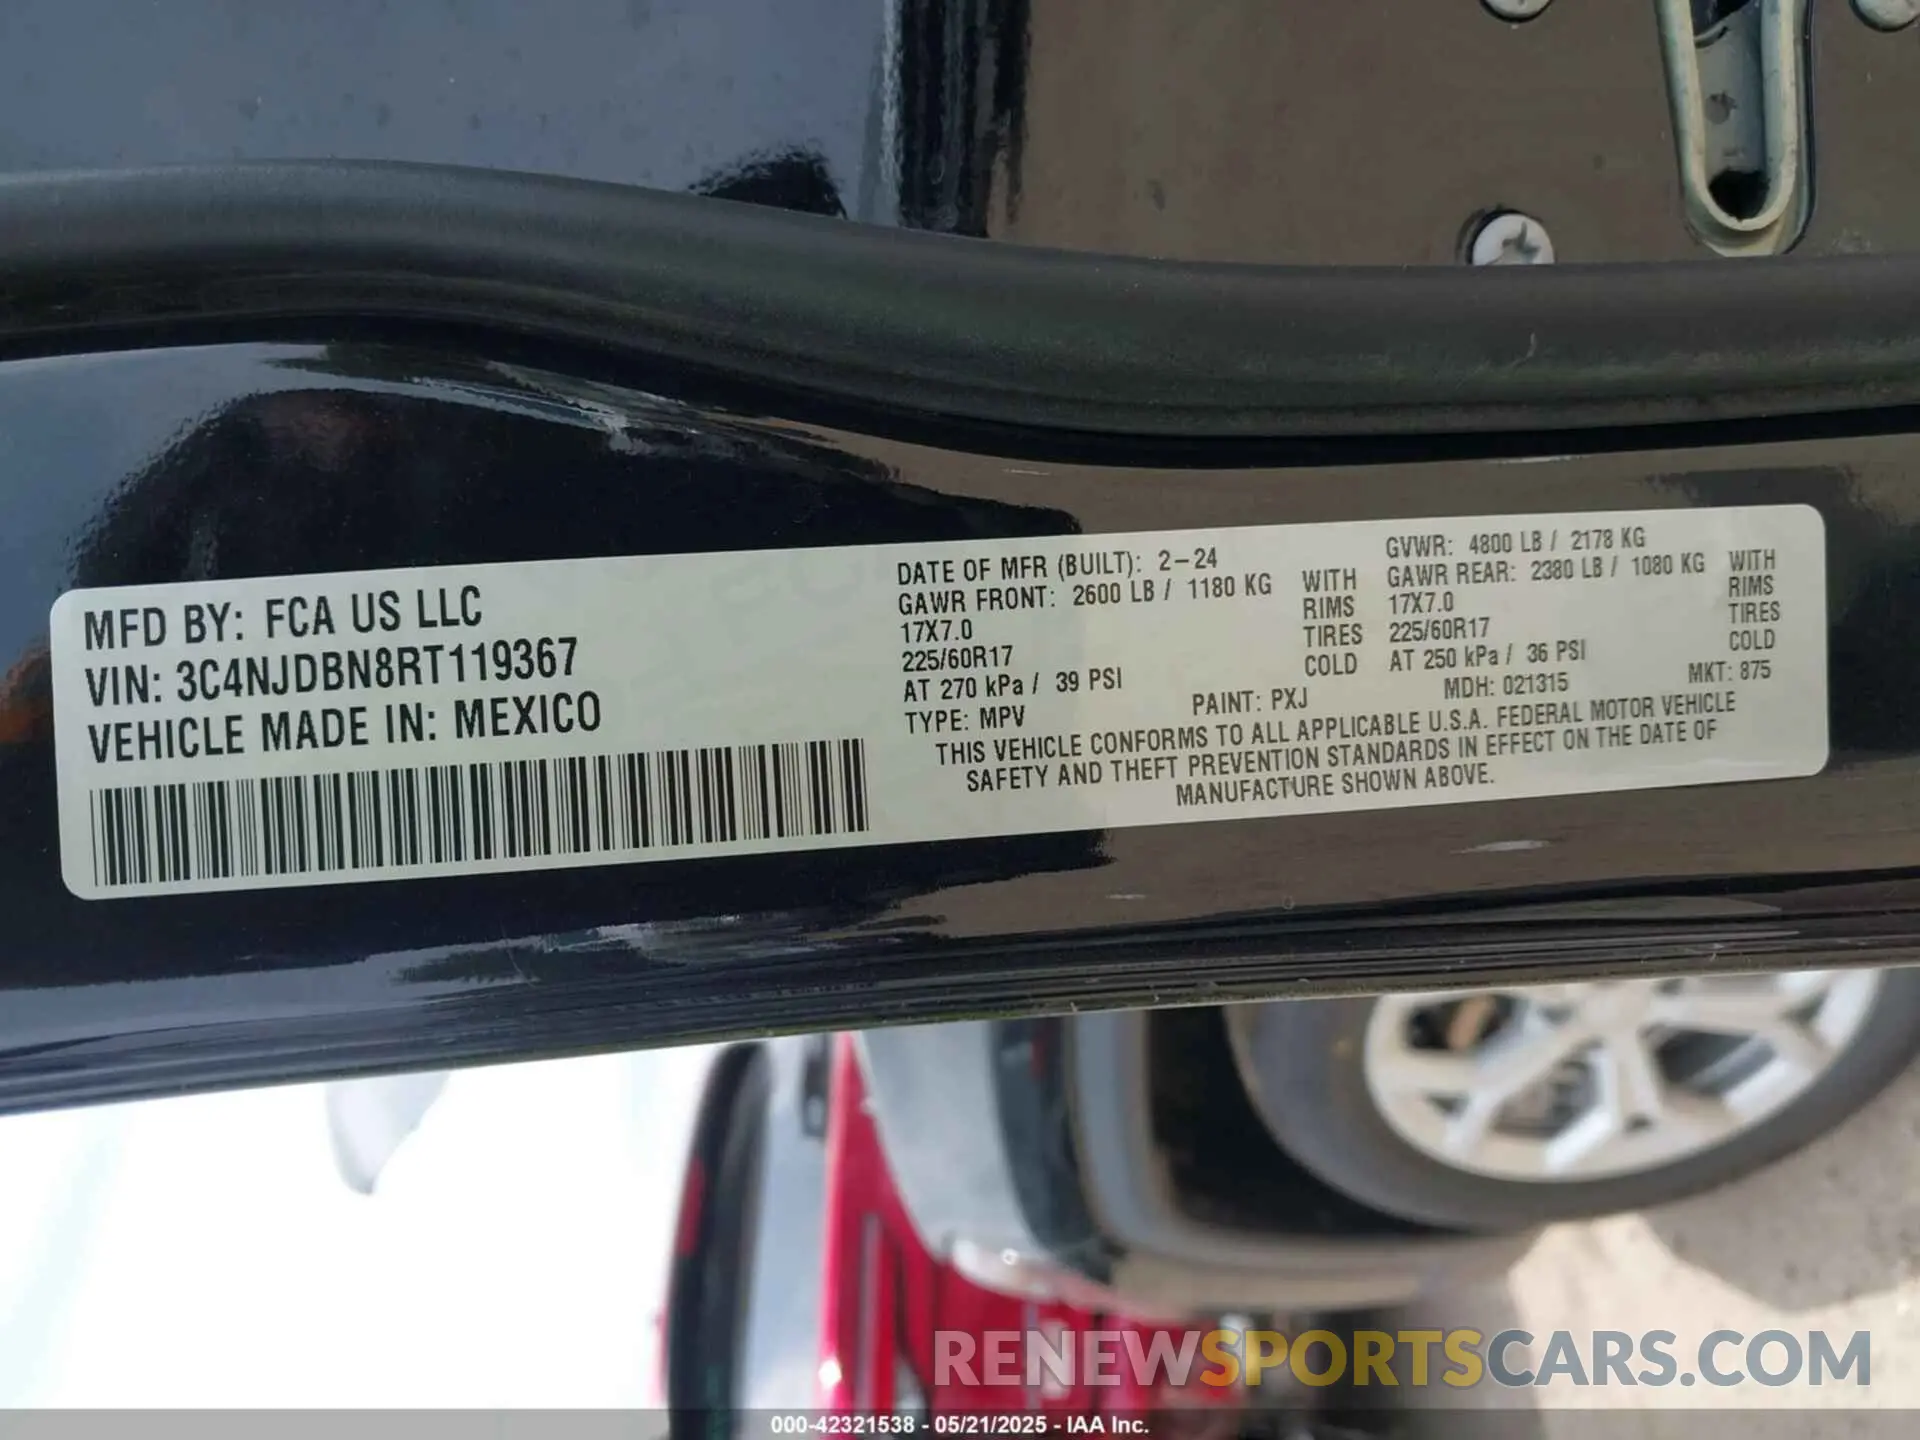 MFD BY: FCA US LLC
VIN: 3C4NJDBN8RT119367
VEHICLE MADE IN: MEXICO
DATE OF MFR (BUILT): 2-24
GVWR: 4800 LB / 2178 KG
GAWR FRONT: 2600 LB / 1180 KG WITH
17X7.0 RIMS
225/60R17 TIRES
AT 270 kPa / 39 PSI COLD
GAWR REAR: 2380 LB / 1080 KG WITH
17X7.0 RIMS
225/60R17 TIRES
AT 250 kPa / 36 PSI COLD
TYPE: MPV PAINT: PXJ MDH: 021315 MKT: 875
THIS VEHICLE CONFORMS TO ALL APPLICABLE U.S.A. FEDERAL MOTOR VEHICLE
SAFETY AND THEFT PREVENTION STANDARDS IN EFFECT ON THE DATE OF
MANUFACTURE SHOWN ABOVE.
RENEWSPORTSCARS.COM
000-42321538 - 05/21/2025 - IAA Inc.